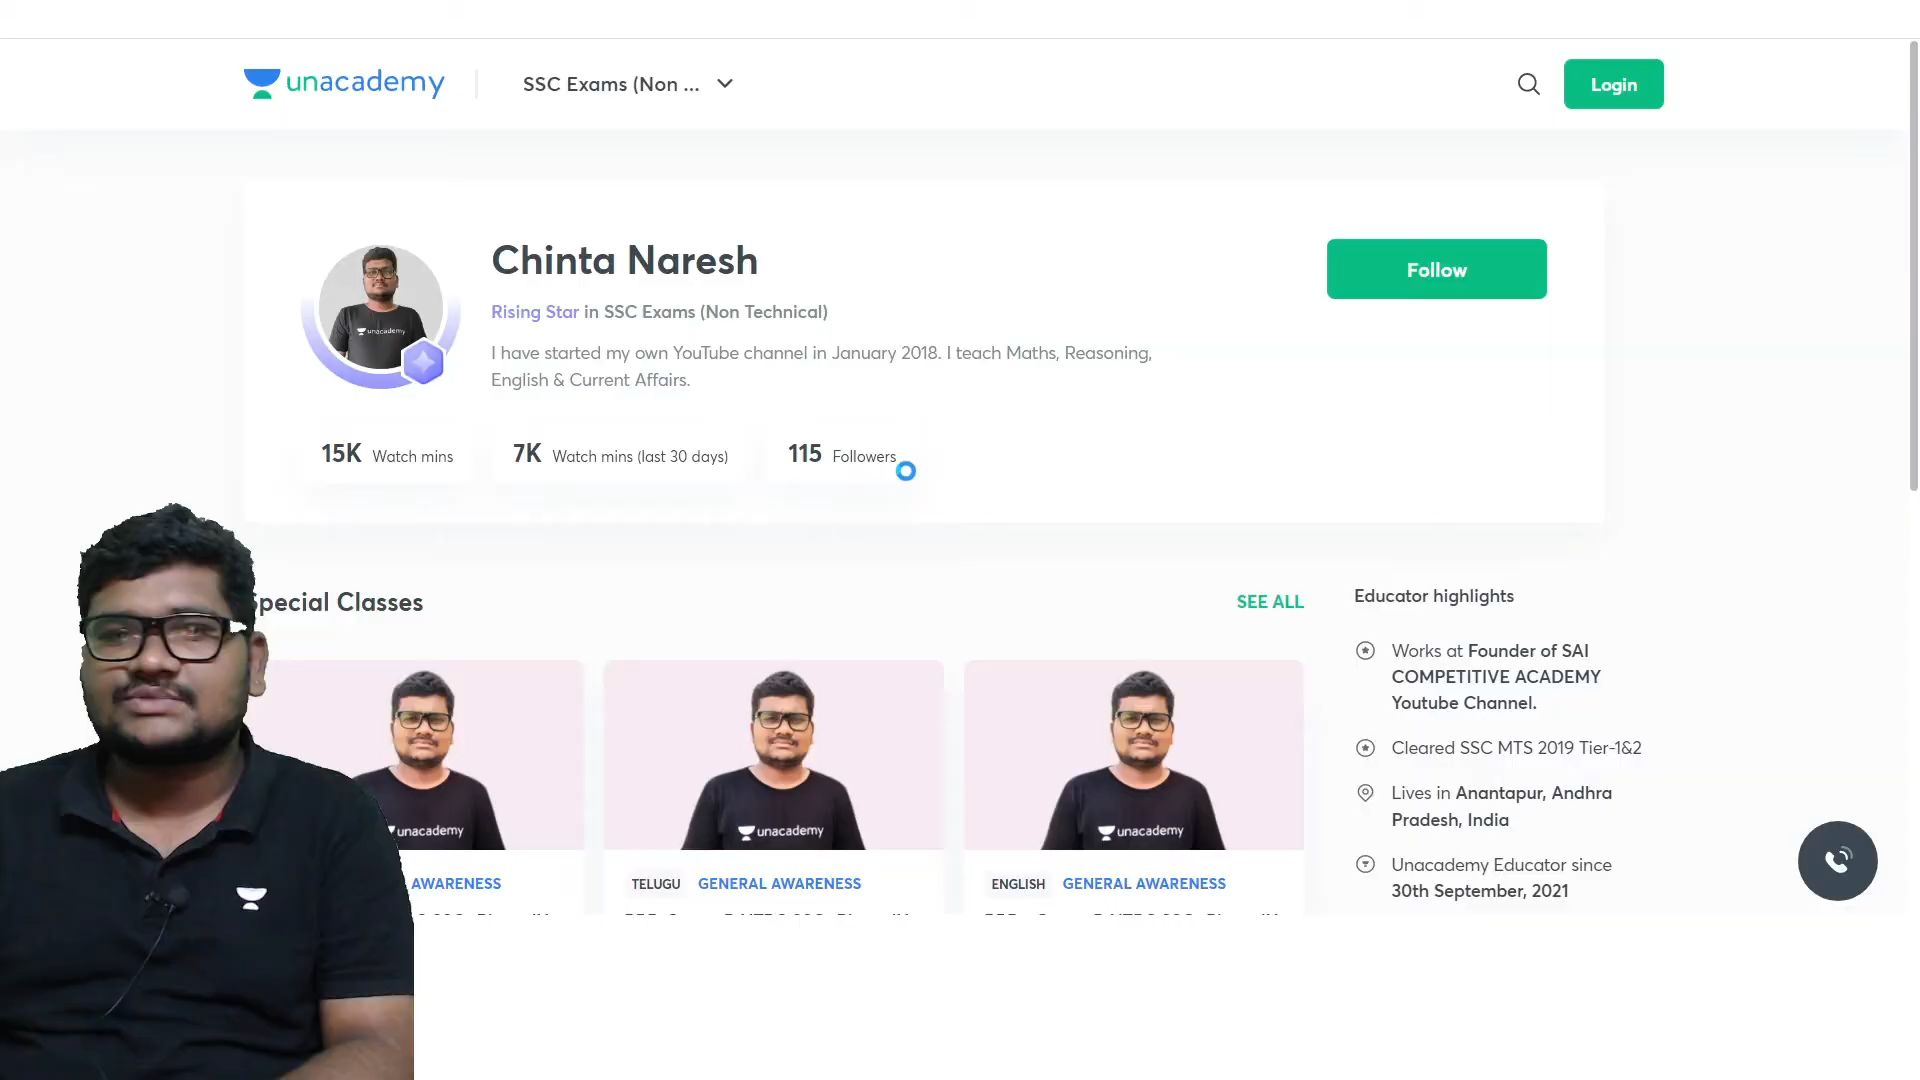 unacademy
SSC Exams (Non ...
Login
Chinta Naresh
Follow
Rising Star in SSC Exams (Non Technical)
I have started my own YouTube channel in January 2018. I teach Maths, Reasoning,
English & Current Affairs.
15K Watch mins
7K Watch mins (last 30 days)
115 Followers
unacademy
pecial Classes
SEE ALL
unacademy
unacademy
unacademy
AWARENESS
TELUGU GENERAL AWARENESS
ENGLISH GENERAL AWARENESS
Educator highlights
Works at Founder of SAI
COMPETITIVE ACADEMY
Youtube Channel.
Cleared SSC MTS 2019 Tier-1&2
Lives in Anantapur, Andhra
Pradesh, India
Unacademy Educator since
30th September, 2021